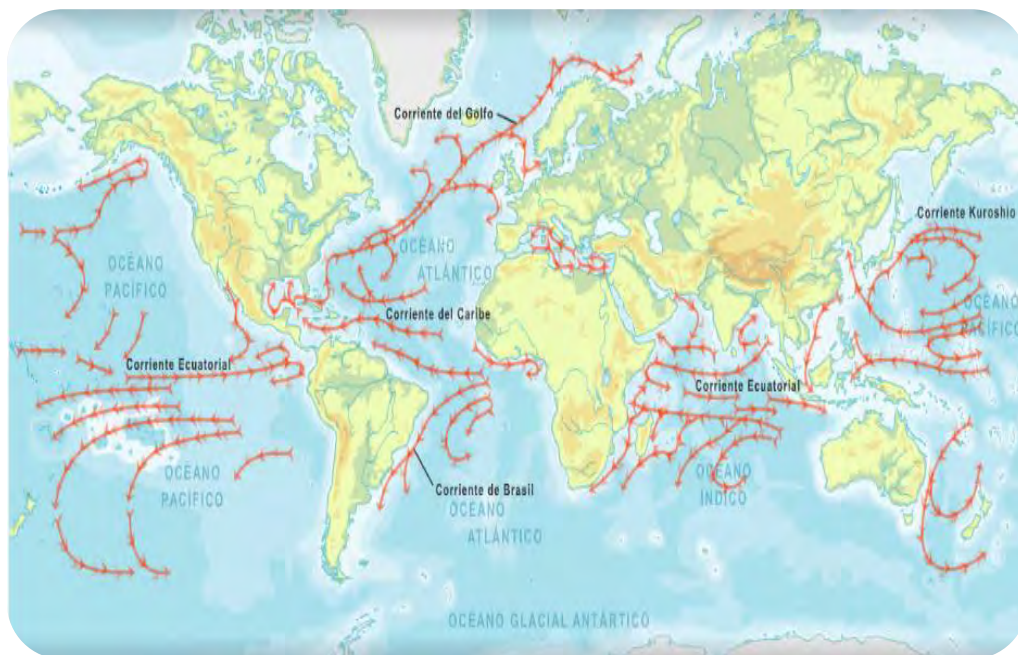 Corriente del Golfo
Corriente Kuroshio
OCÉANO
ATLÁNTICO
OCÉANO
PACÍFICO
OCÉANO
PACÍFICO
Corriente del Caribe
Corriente Ecuatorial
Corriente Ecuatorial
OCÉANO
PACÍFICO
OCÉANO
ÍNDICO
Corriente de Brasil
OCÉANO
ATLÁNTICO
OCÉANO GLACIAL ANTÁRTICO